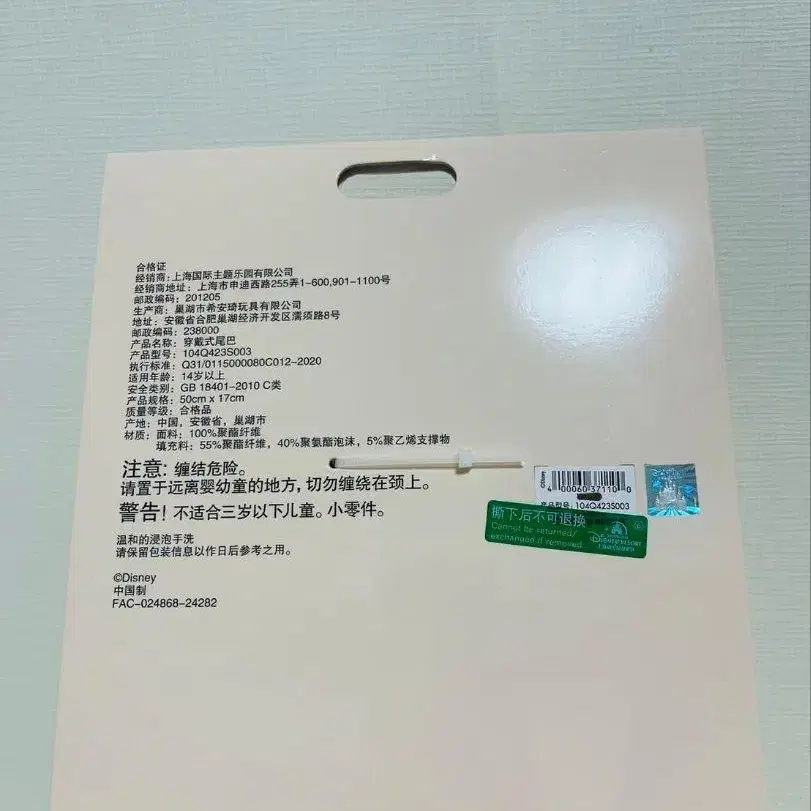 合格证
经销商: 上海国际主题乐园有限公司
经销商地址: 上海市申迪西路255弄1-600,901-1100号
邮政编码: 201205
生产商: 巢湖市希安琦玩具有限公司
地址: 安徽省合肥巢湖经济开发区濡须路8号
邮政编码: 238000
产品名称: 穿戴式尾巴
产品型号: 104Q423S003
执行标准: Q31/0115000080C012-2020
适用年龄: 14岁以上
安全类别: GB 18401-2010 C类
产品规格: 50cm x 17cm
质量等级: 合格品
产地: 中国, 安徽省, 巢湖市
材质: 面料: 100%聚酯纤维
填充料: 55%聚酯纤维, 40%聚氨酯泡沫, 5%聚乙烯支撑物
注意: 缠结危险。
请置于远离婴幼童的地方, 切勿缠绕在颈上。
警告! 不适合三岁以下儿童。小零件。
温和的浸泡手洗
请保留包装信息以作日后参考之用。
©Disney
中国制
FAC-024868-24282
©Disney
4 00060 37110 0
产品型号: 104Q423S003
撕下后不可退换
Cannot be returned/
exchanged if removed